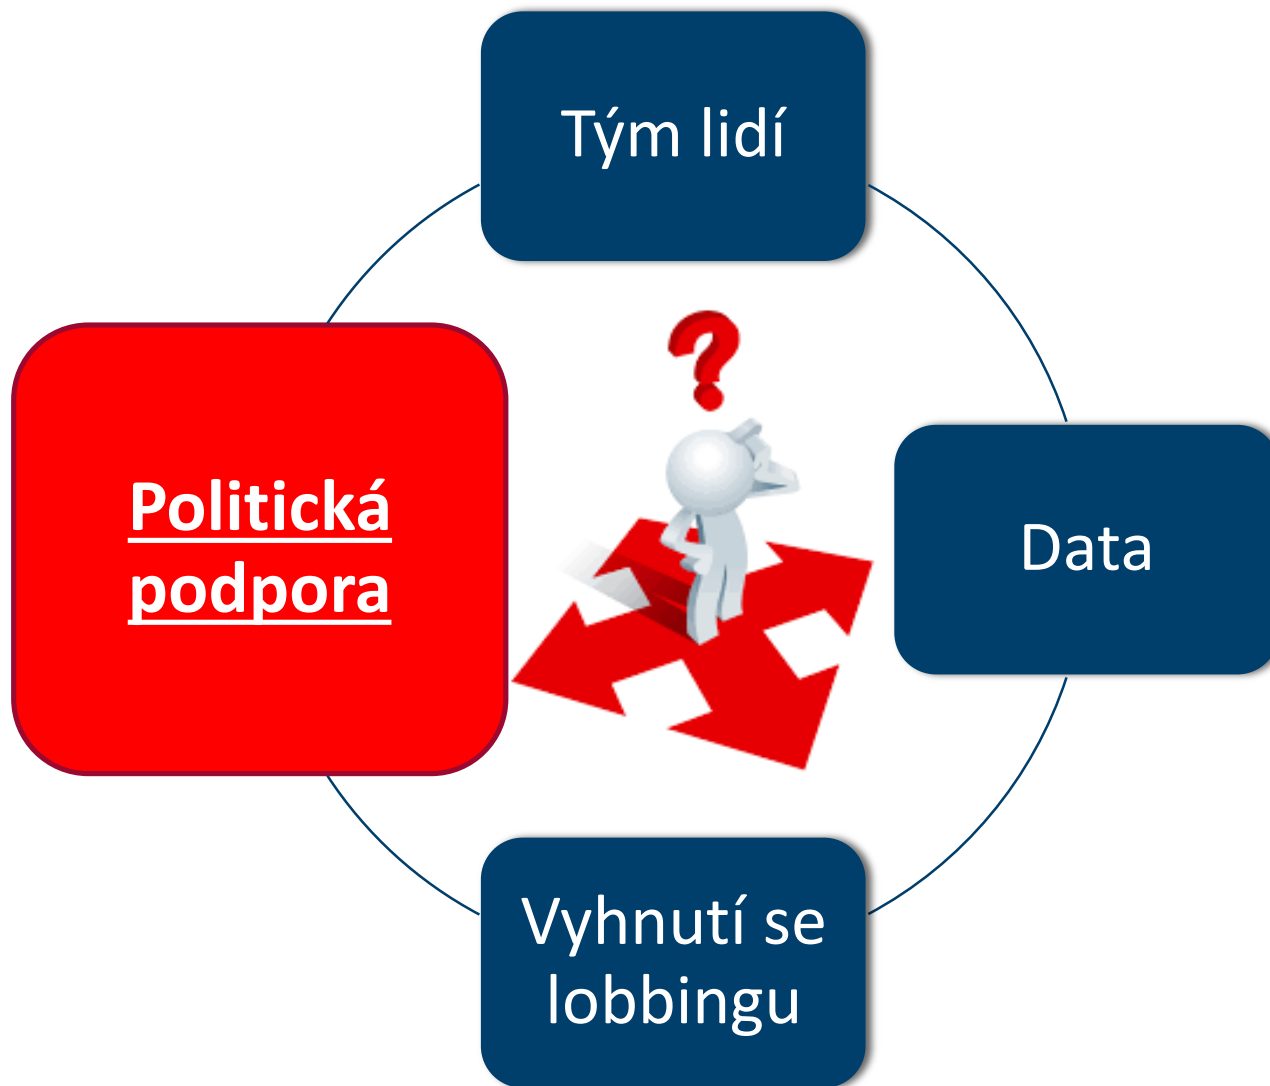 Tým lidí
Politická
podpora
Data
Vyhnutí se
lobbingu
?